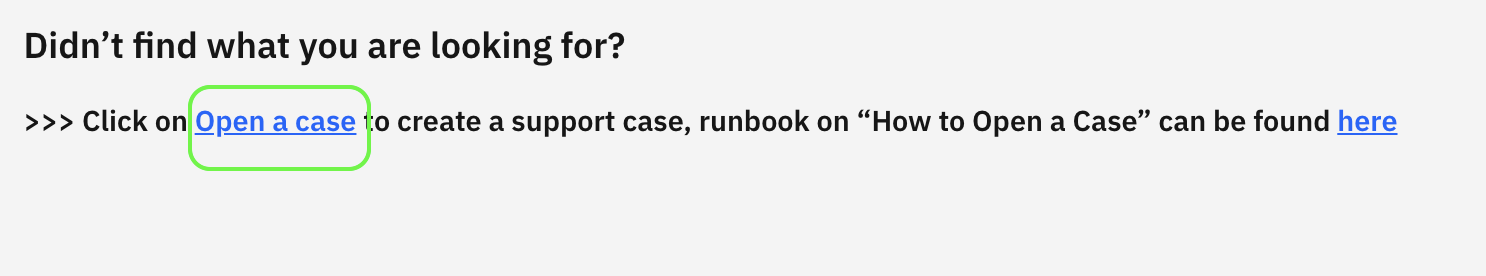 Didn’t find what you are looking for?
>>> Click on Open a case to create a support case, runbook on “How to Open a Case” can be found here